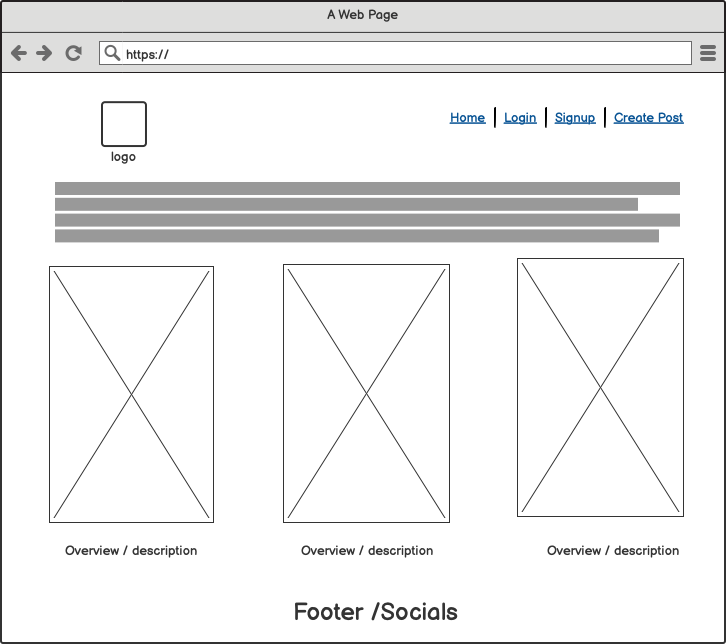 A Web Page
https://
Home Login Signup Create Post
logo
Overview / description Overview / description Overview / description
Footer /Socials